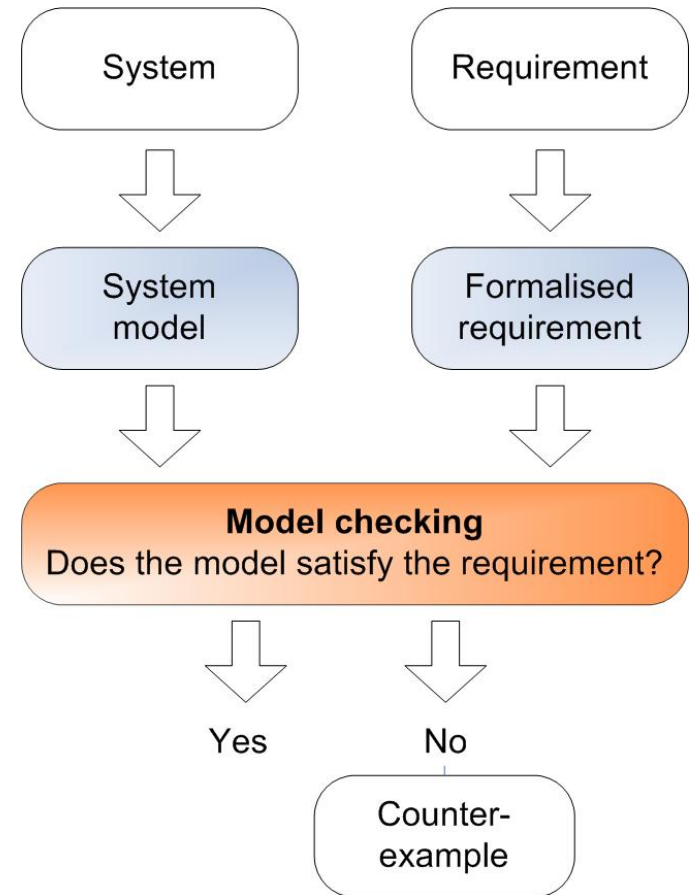 System
Requirement
System
model
Formalised
requirement
Model checking
Does the model satisfy the requirement?
Yes
No
Counter-
example